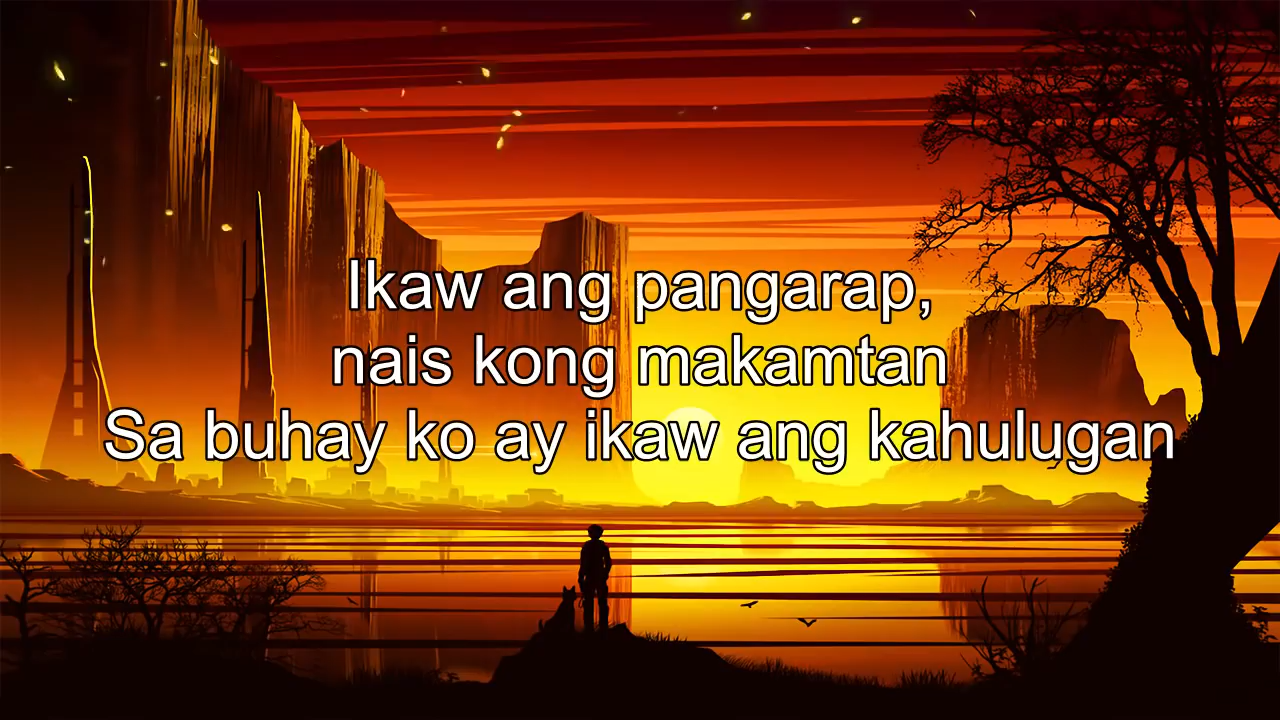 Ikaw ang pangarap,
nais kong makamtan
Sa buhay ko ay ikaw ang kahulugan